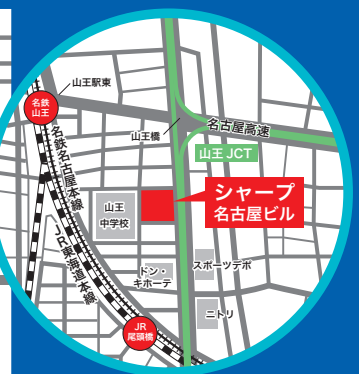 山王駅東
名鉄
山王
名古屋高速
山王橋
山王 JCT
名鉄名古屋本線
シャープ
名古屋ビル
山王
中学校
JR東海道本線
スポーツデポ
ドン・
キホーテ
ニトリ
JR
尾頭橋